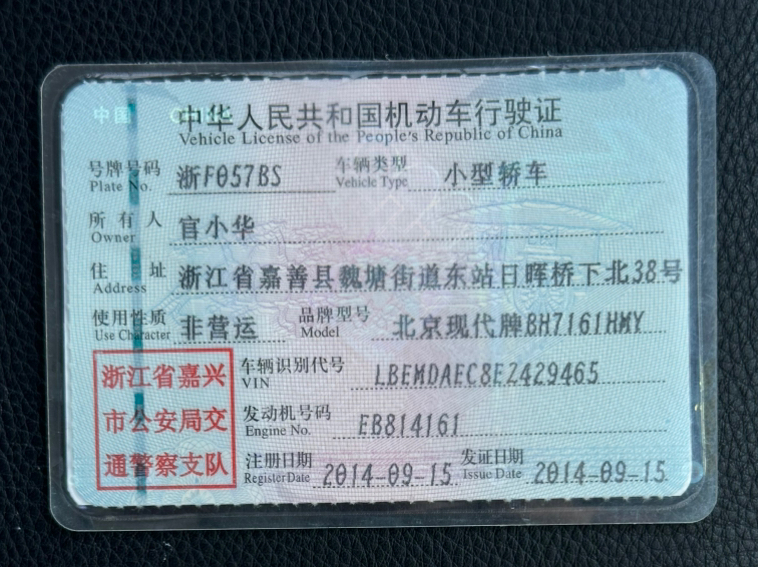 中国 CHINA
中华人民共和国机动车行驶证
Vehicle License of the People's Republic of China
号牌号码 浙F057BS 车辆类型 小型轿车
Plate No. Vehicle Type
所有人 官小华
Owner
住址 浙江省嘉善县魏塘街道东站日晖桥下北38号
Address
使用性质 非营运 品牌型号 北京现代牌BH7161HMY
Use Character Model
浙江省嘉兴
市公安局交
通警察支队
车辆识别代号 LBEMDAEC8EZ429465
VIN
发动机号码 EB814161
Engine No.
注册日期 2014-09-15 发证日期 2014-09-15
Register Date Issue Date